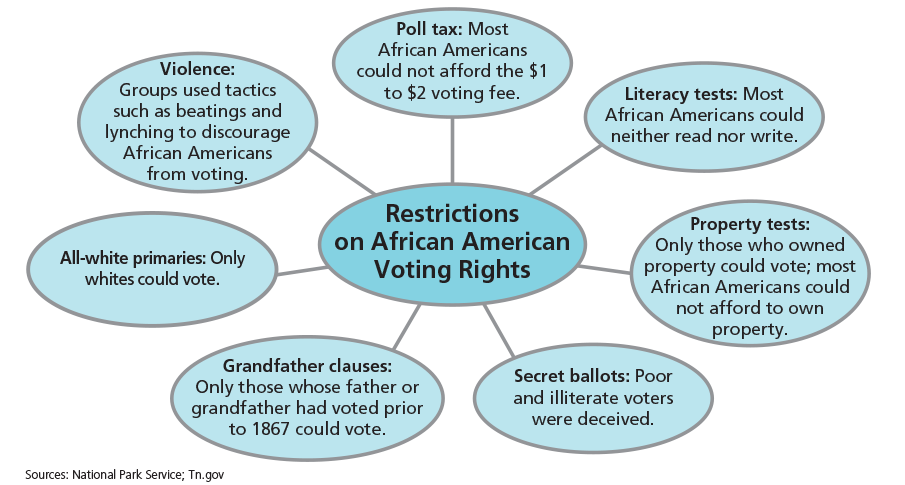 Poll tax: Most
African Americans
could not afford the $1
to $2 voting fee.
Violence:
Groups used tactics
such as beatings and
lynching to discourage
African Americans
from voting.
Literacy tests: Most
African Americans could
neither read nor write.
Restrictions
on African American
Voting Rights
All-white primaries: Only
whites could vote.
Property tests:
Only those who owned
property could vote; most
African Americans could
not afford to own
property.
Grandfather clauses:
Only those whose father or
grandfather had voted prior
to 1867 could vote.
Secret ballots: Poor
and illiterate voters
were deceived.
Sources: National Park Service; Tn.gov